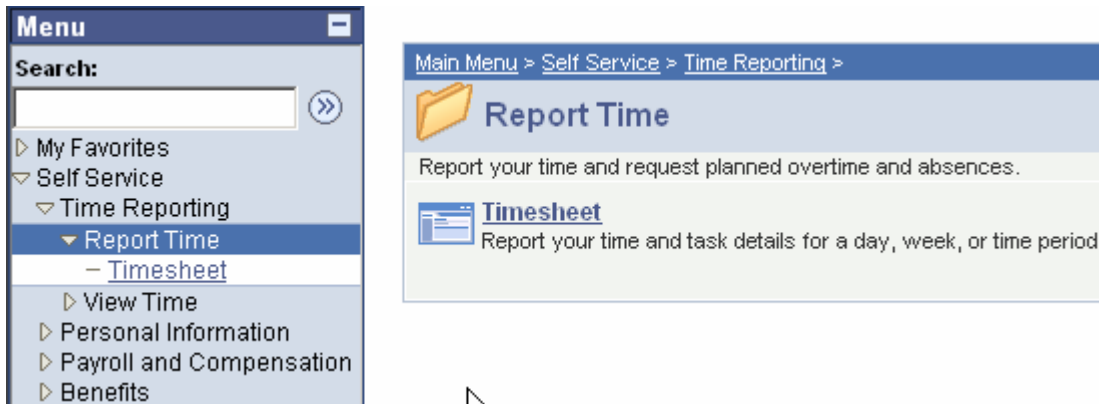 Menu
Search:
My Favorites
Self Service
Time Reporting
Report Time
Timesheet
View Time
Personal Information
Payroll and Compensation
Benefits
Main Menu > Self Service > Time Reporting >
Report Time
Report your time and request planned overtime and absences.
Timesheet
Report your time and task details for a day, week, or time period